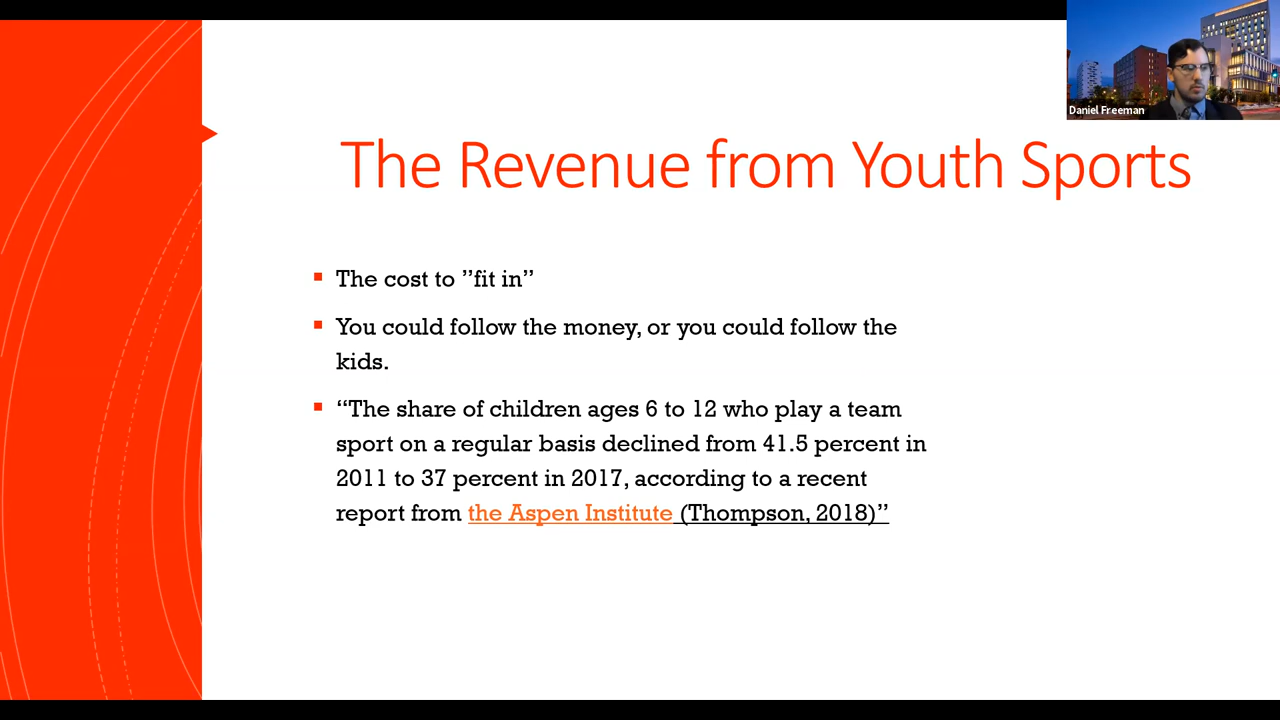 Daniel Freeman
The Revenue from Youth Sports
The cost to ”fit in”
You could follow the money, or you could follow the
kids.
“The share of children ages 6 to 12 who play a team
sport on a regular basis declined from 41.5 percent in
2011 to 37 percent in 2017, according to a recent
report from the Aspen Institute (Thompson, 2018)”